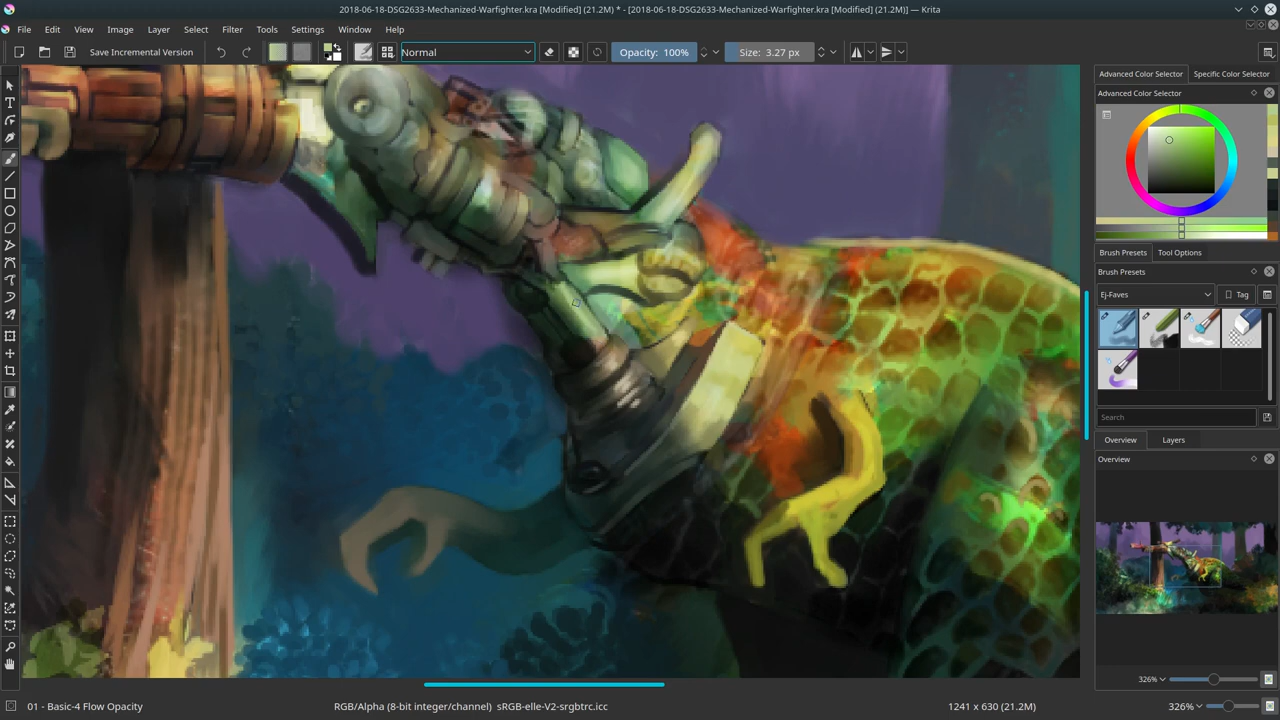 2018-06-18-DSG2633-Mechanized-Warfighter.kra [Modified] (21.2M) * - [2018-06-18-DSG2633-Mechanized-Warfighter.kra [Modified] (21.2M)] — Krita
File Edit View Image Layer Select Filter Tools Settings Window Help
Save Incremental Version Normal Opacity: 100% Size: 3.27 px
Advanced Color Selector Specific Color Selector
Advanced Color Selector
Brush Presets Tool Options
Brush Presets
Ej-Faves Tag
Search
Overview Layers
Overview
326%
01 - Basic-4 Flow Opacity RGB/Alpha (8-bit integer/channel) sRGB-elle-V2-srgbtrc.icc 1241 x 630 (21.2M) 326%